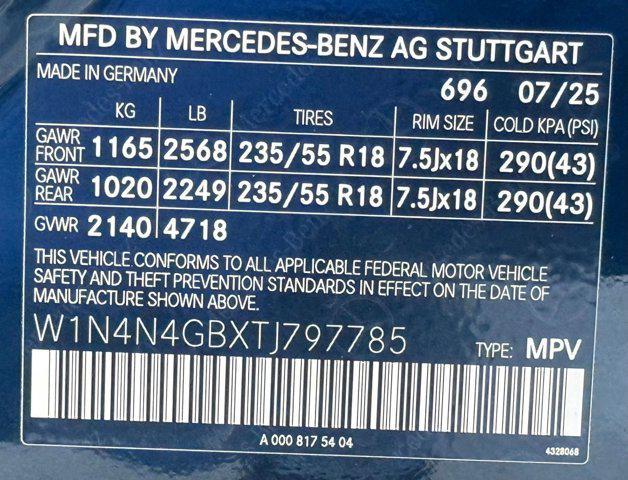 MFD BY MERCEDES-BENZ AG STUTTGART
MADE IN GERMANY 696 07/25
KG LB TIRES RIM SIZE COLD KPA (PSI)
GAWR FRONT 1165 2568 235/55 R18 7.5Jx18 290(43)
GAWR REAR 1020 2249 235/55 R18 7.5Jx18 290(43)
GVWR 2140 4718
THIS VEHICLE CONFORMS TO ALL APPLICABLE FEDERAL MOTOR VEHICLE
SAFETY AND THEFT PREVENTION STANDARDS IN EFFECT ON THE DATE OF
MANUFACTURE SHOWN ABOVE.
W1N4N4GBXTJ797785 TYPE: MPV
A 000 817 54 04
4328068